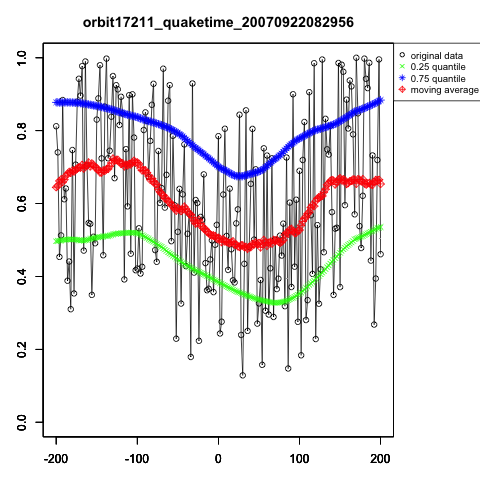 orbit17211_quaketime_20070922082956
original data
0.25 quantile
0.75 quantile
moving average
1.0
0.8
0.6
0.4
0.2
0.0
-200 -100 0 100 200